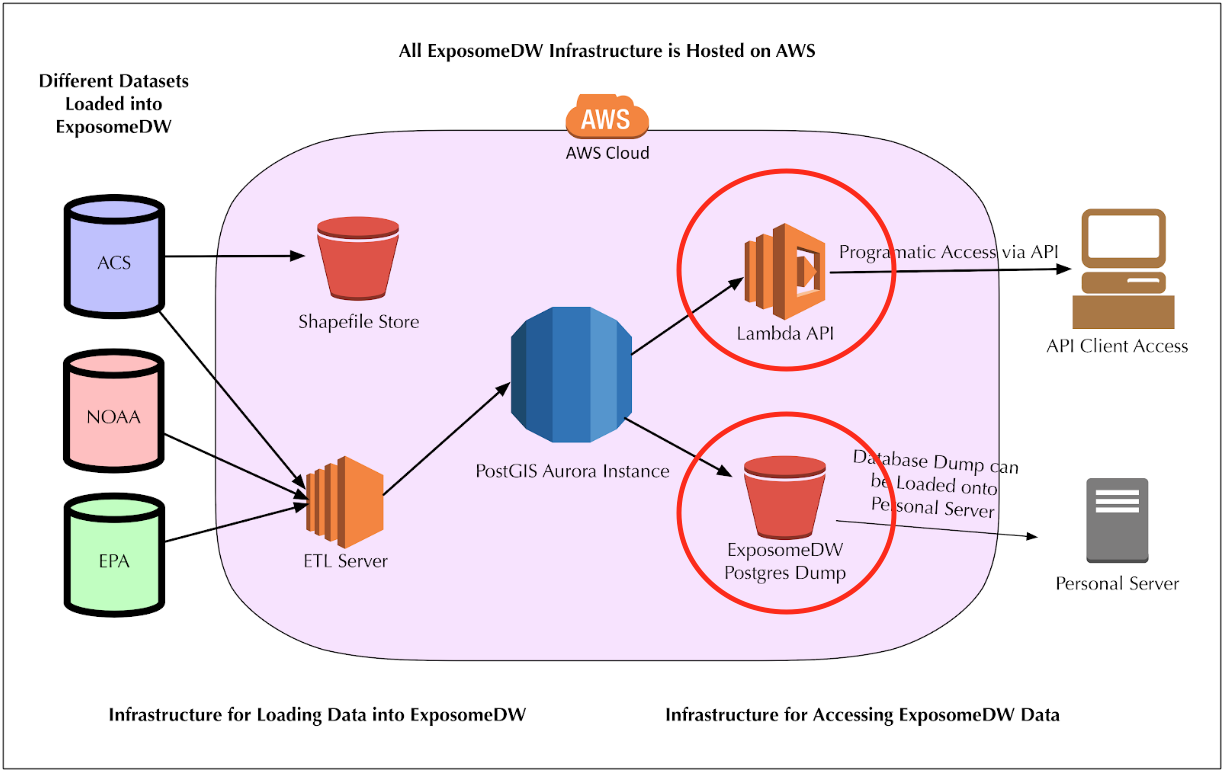 All ExposomeDW Infrastructure is Hosted on AWS
Different Datasets
Loaded into
ExposomeDW
AWS
AWS Cloud
ACS
NOAA
EPA
Shapefile Store
ETL Server
PostGIS Aurora Instance
Lambda API
Programatic Access via API
API Client Access
ExposomeDW
Postgres Dump
Database Dump can
be Loaded onto
Personal Server
Personal Server
Infrastructure for Loading Data into ExposomeDW
Infrastructure for Accessing ExposomeDW Data